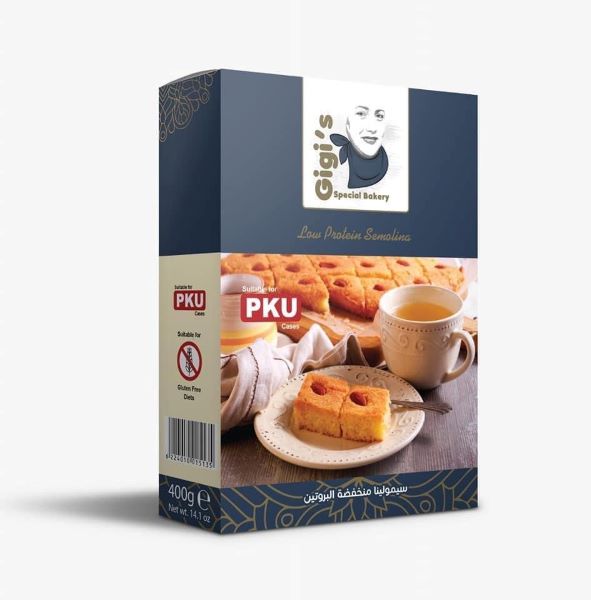 Gigi's
Special Bakery
Low Protein Semolina
Suitable for
PKU
Cases
سيمولينا منخفضة البروتين
Suitable for
PKU
Cases
Suitable for
Gluten Free
Diets
6224010015135
400g ℮
Net wt. 14.1 oz